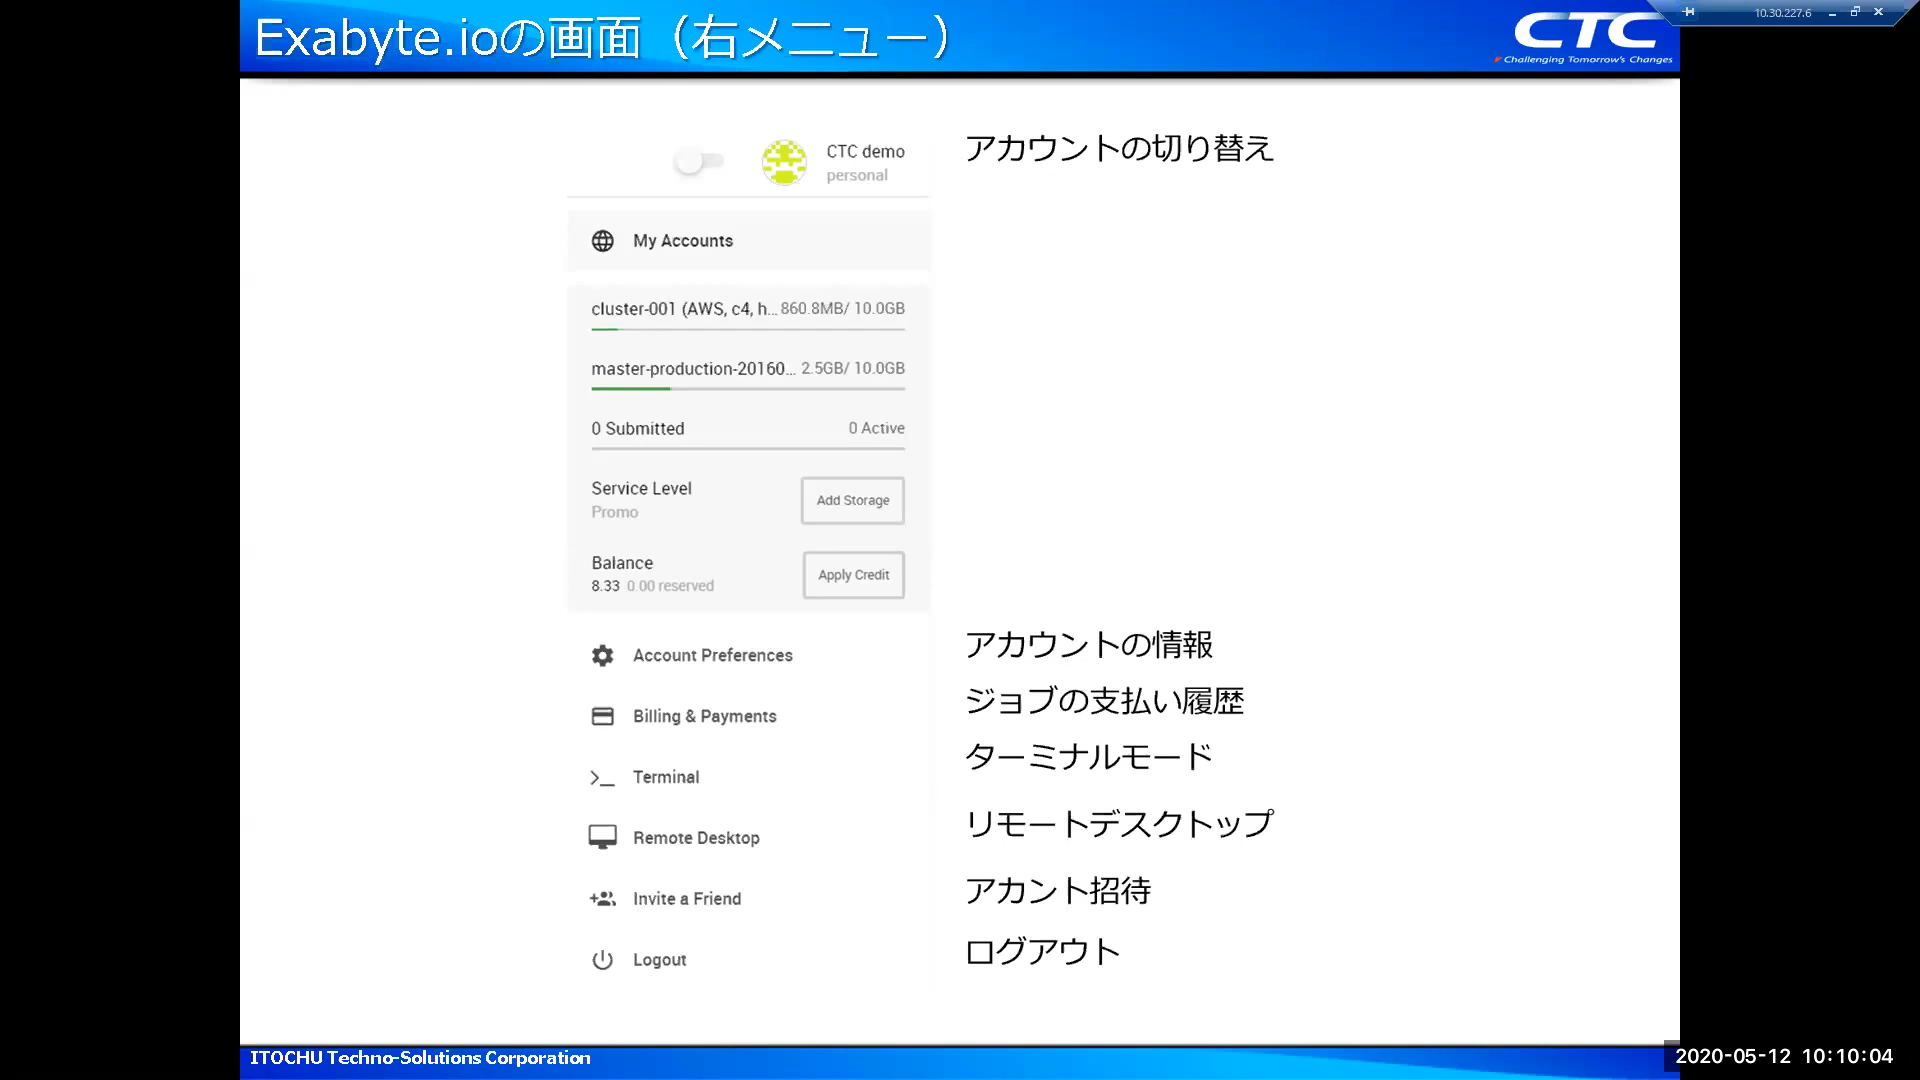 Exabyte.ioの画面（右メニュー）
CTC
Challenging Tomorrow's Changes
10.30.227.6
CTC demo
personal
アカウントの切り替え
My Accounts
cluster-001 (AWS, c4, h... 860.8MB/ 10.0GB
master-production-20160... 2.5GB/ 10.0GB
0 Submitted 0 Active
Service Level
Promo
Add Storage
Balance
8.33 0.00 reserved
Apply Credit
Account Preferences
アカウントの情報
Billing & Payments
ジョブの支払い履歴
Terminal
ターミナルモード
Remote Desktop
リモートデスクトップ
Invite a Friend
アカント招待
Logout
ログアウト
ITOCHU Techno-Solutions Corporation
2020-05-12 10:10:04